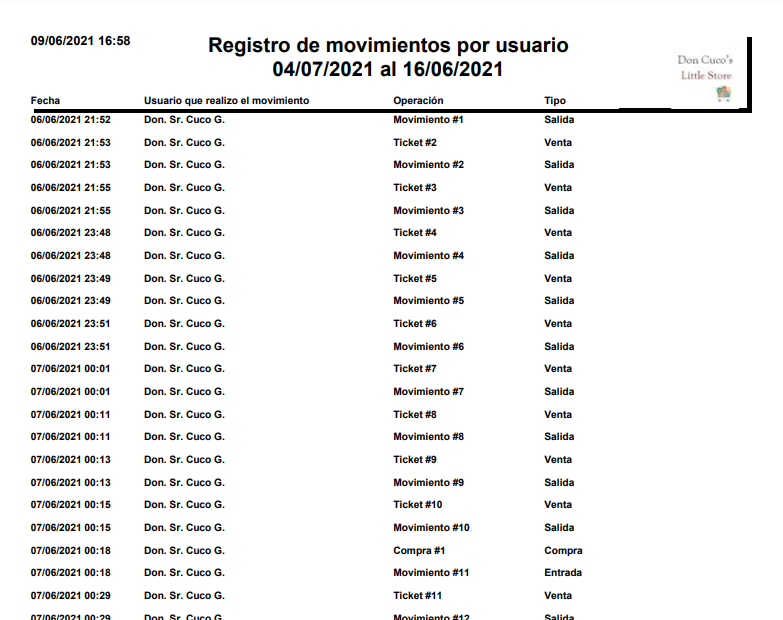 09/06/2021 16:58
Registro de movimientos por usuario
04/07/2021 al 16/06/2021
Don Cuco's
Little Store
Fecha Usuario que realizo el movimiento Operación Tipo
06/06/2021 21:52 Don. Sr. Cuco G. Movimiento #1 Salida
06/06/2021 21:53 Don. Sr. Cuco G. Ticket #2 Venta
06/06/2021 21:53 Don. Sr. Cuco G. Movimiento #2 Salida
06/06/2021 21:55 Don. Sr. Cuco G. Ticket #3 Venta
06/06/2021 21:55 Don. Sr. Cuco G. Movimiento #3 Salida
06/06/2021 23:48 Don. Sr. Cuco G. Ticket #4 Venta
06/06/2021 23:48 Don. Sr. Cuco G. Movimiento #4 Salida
06/06/2021 23:49 Don. Sr. Cuco G. Ticket #5 Venta
06/06/2021 23:49 Don. Sr. Cuco G. Movimiento #5 Salida
06/06/2021 23:51 Don. Sr. Cuco G. Ticket #6 Venta
06/06/2021 23:51 Don. Sr. Cuco G. Movimiento #6 Salida
07/06/2021 00:01 Don. Sr. Cuco G. Ticket #7 Venta
07/06/2021 00:01 Don. Sr. Cuco G. Movimiento #7 Salida
07/06/2021 00:11 Don. Sr. Cuco G. Ticket #8 Venta
07/06/2021 00:11 Don. Sr. Cuco G. Movimiento #8 Salida
07/06/2021 00:13 Don. Sr. Cuco G. Ticket #9 Venta
07/06/2021 00:13 Don. Sr. Cuco G. Movimiento #9 Salida
07/06/2021 00:15 Don. Sr. Cuco G. Ticket #10 Venta
07/06/2021 00:15 Don. Sr. Cuco G. Movimiento #10 Salida
07/06/2021 00:18 Don. Sr. Cuco G. Compra #1 Compra
07/06/2021 00:18 Don. Sr. Cuco G. Movimiento #11 Entrada
07/06/2021 00:29 Don. Sr. Cuco G. Ticket #11 Venta
07/06/2021 00:29 Don. Sr. Cuco G. Movimiento #12 Salida